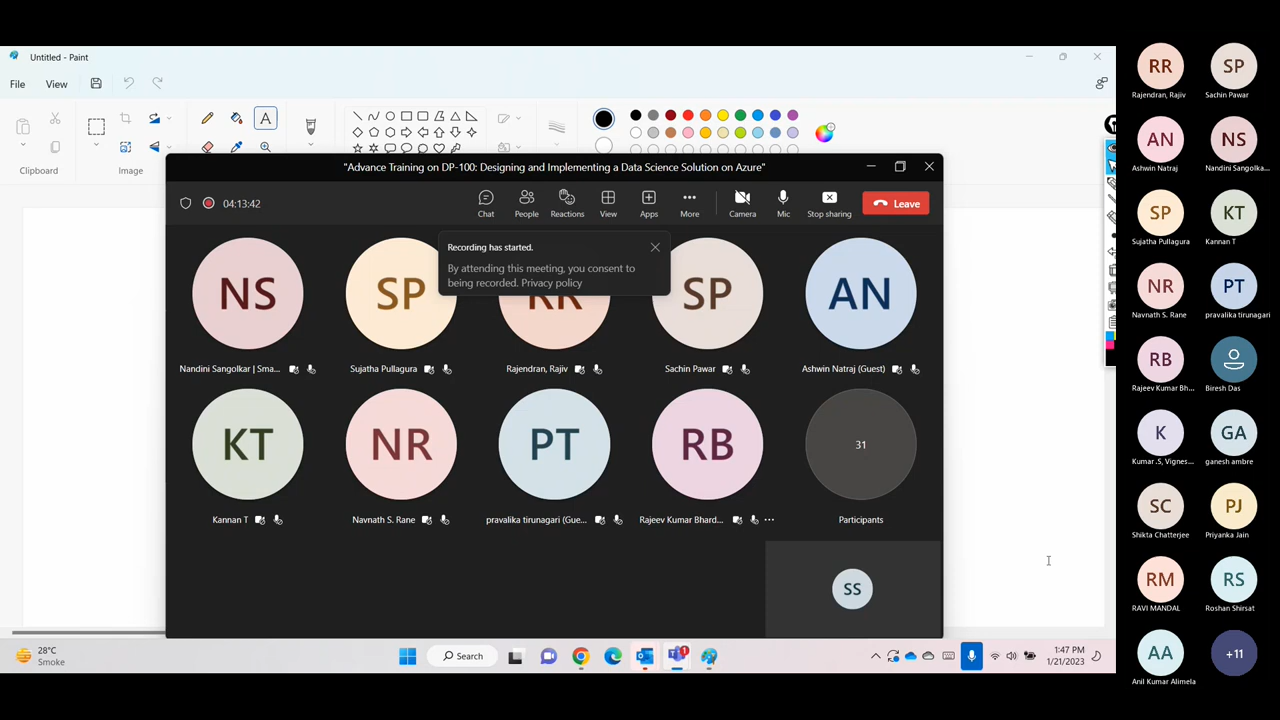 Untitled - Paint
File View
A
Clipboard
Image
"Advance Training on DP-100: Designing and Implementing a Data Science Solution on Azure"
04:13:42
Chat People Reactions View Apps More Camera Mic Stop sharing Leave
Recording has started.
By attending this meeting, you consent to
being recorded. Privacy policy
NS SP RR SP AN
Nandini Sangolkar | Sma... Sujatha Pullagura Rajendran, Rajiv Sachin Pawar Ashwin Natraj (Guest)
KT NR PT RB 31
Kannan T Navnath S. Rane pravalika tirunagari (Gue... Rajeev Kumar Bhard... Participants
SS
28°C
Smoke
Search
1
1:47 PM
1/21/2023
RR SP
Rajendran, Rajiv Sachin Pawar
AN NS
Ashwin Natraj Nandini Sangolka...
SP KT
Sujatha Pullagura Kannan T
NR PT
Navnath S. Rane pravalika tirunagari
RB
Rajeev Kumar Bh... Biresh Das
K GA
Kumar .S, Vignes... ganesh ambre
SC PJ
Shikta Chatterjee Priyanka Jain
RM RS
RAVI MANDAL Roshan Shirsat
AA +11
Anil Kumar Alimela